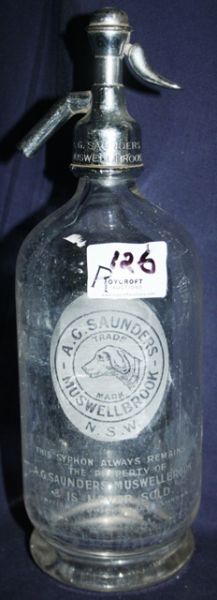 A.G. SAUNDERS
MUSWELLBROOK
126
ROYCROFT
A.G. SAUNDERS
TRADE
MARK
MUSWELLBROOK
N.S.W.
THIS SYPHON ALWAYS REMAINS
THE PROPERTY OF
A.G. SAUNDERS MUSWELLBROOK
& IS NEVER SOLD